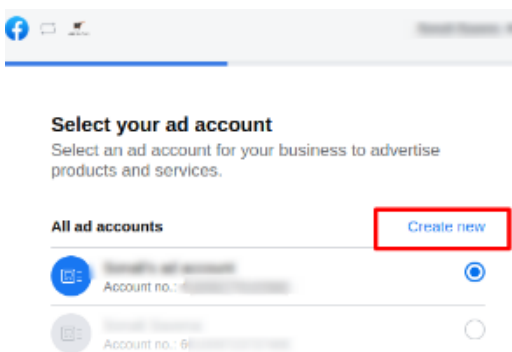 Select your ad account
Select an ad account for your business to advertise
products and services.
All ad accounts
Create new
Account no.:
Account no.: 6